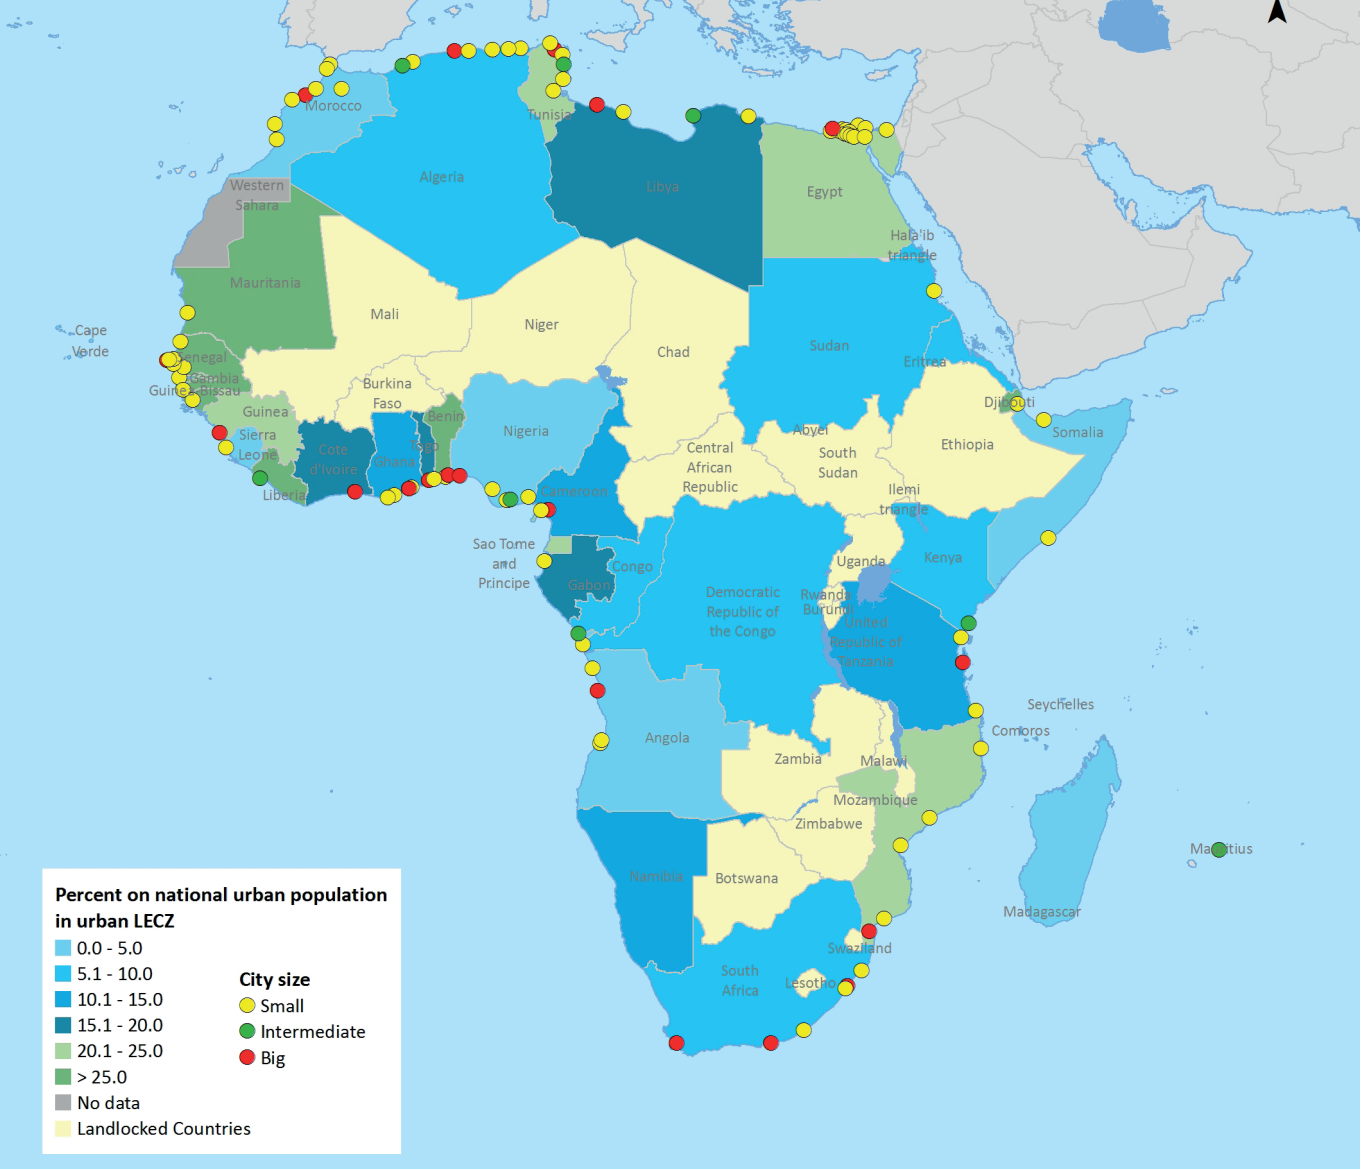 Morocco
Tunisia
Algeria
Libya
Egypt
Western
Sahara
Hala'ib
triangle
Mauritania
Mali
Niger
Chad
Sudan
Eritrea
Cape
Verde
Senegal
Gambia
Guinea-Bissau
Guinea
Burkina
Faso
Benin
Djibouti
Sierra
Leone
Liberia
Cote
d'Ivoire
Ghana
Togo
Nigeria
Cameroon
Central
African
Republic
Abyei
South
Sudan
Ethiopia
Somalia
Ilemi
triangle
Sao Tome
and
Principe
Gabon
Congo
Democratic
Republic of
the Congo
Uganda
Kenya
Rwanda
Burundi
United
Republic of
Tanzania
Seychelles
Comoros
Angola
Zambia
Malawi
Mozambique
Zimbabwe
Mauritius
Namibia
Botswana
Madagascar
Swaziland
South
Africa
Lesotho
Percent on national urban population
in urban LECZ
0.0 - 5.0
5.1 - 10.0
10.1 - 15.0
15.1 - 20.0
20.1 - 25.0
> 25.0
No data
Landlocked Countries
City size
Small
Intermediate
Big